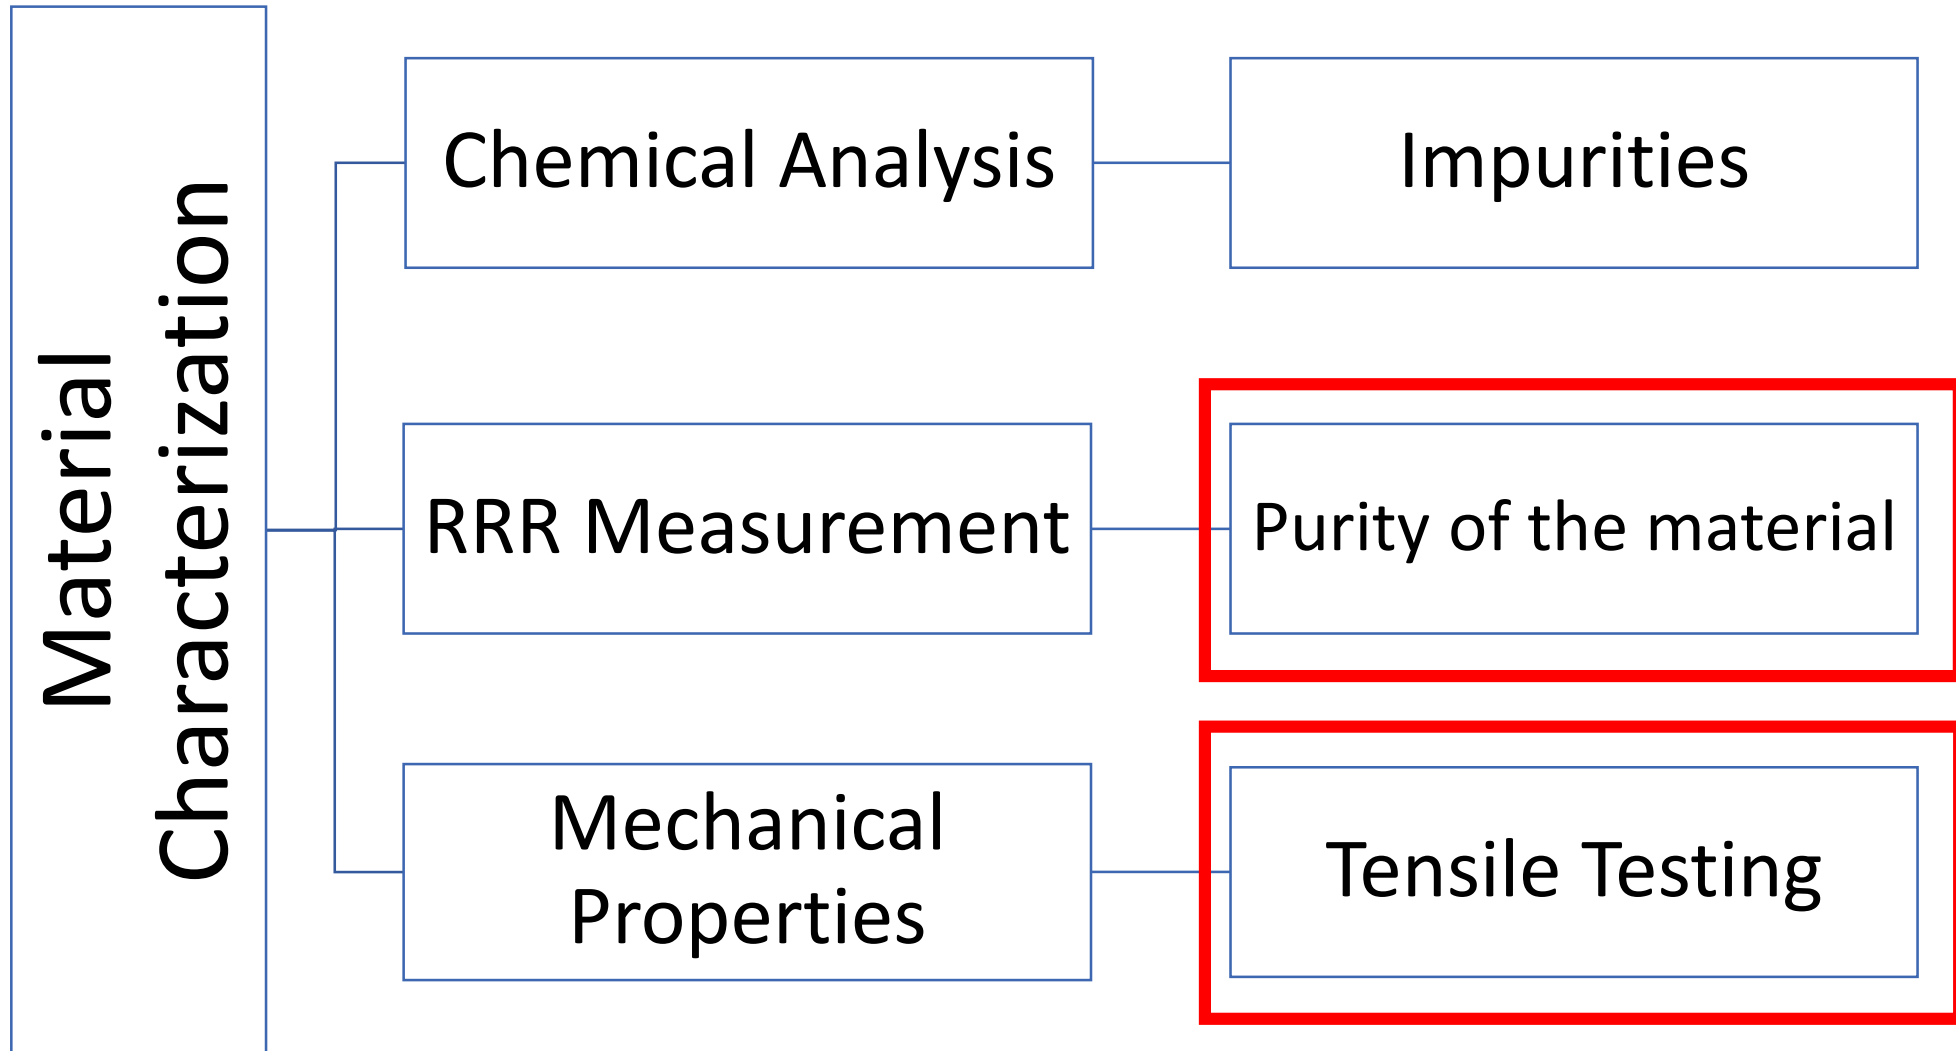 Material
Characterization
Chemical Analysis
Impurities
RRR Measurement
Purity of the material
Mechanical
Properties
Tensile Testing